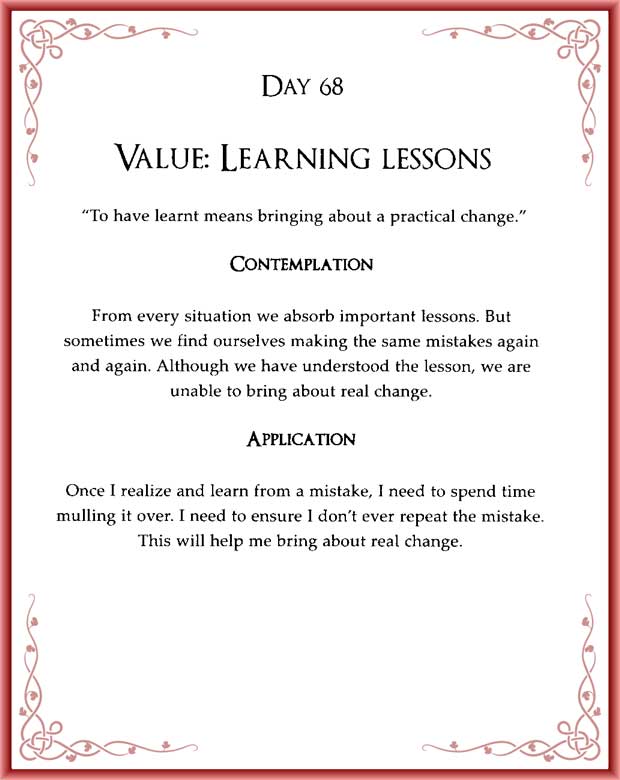 Day 68
Value: Learning lessons
“To have learnt means bringing about a practical change.”
Contemplation
From every situation we absorb important lessons. But
sometimes we find ourselves making the same mistakes again
and again. Although we have understood the lesson, we are
unable to bring about real change.
Application
Once I realize and learn from a mistake, I need to spend time
mulling it over. I need to ensure I don’t ever repeat the mistake.
This will help me bring about real change.